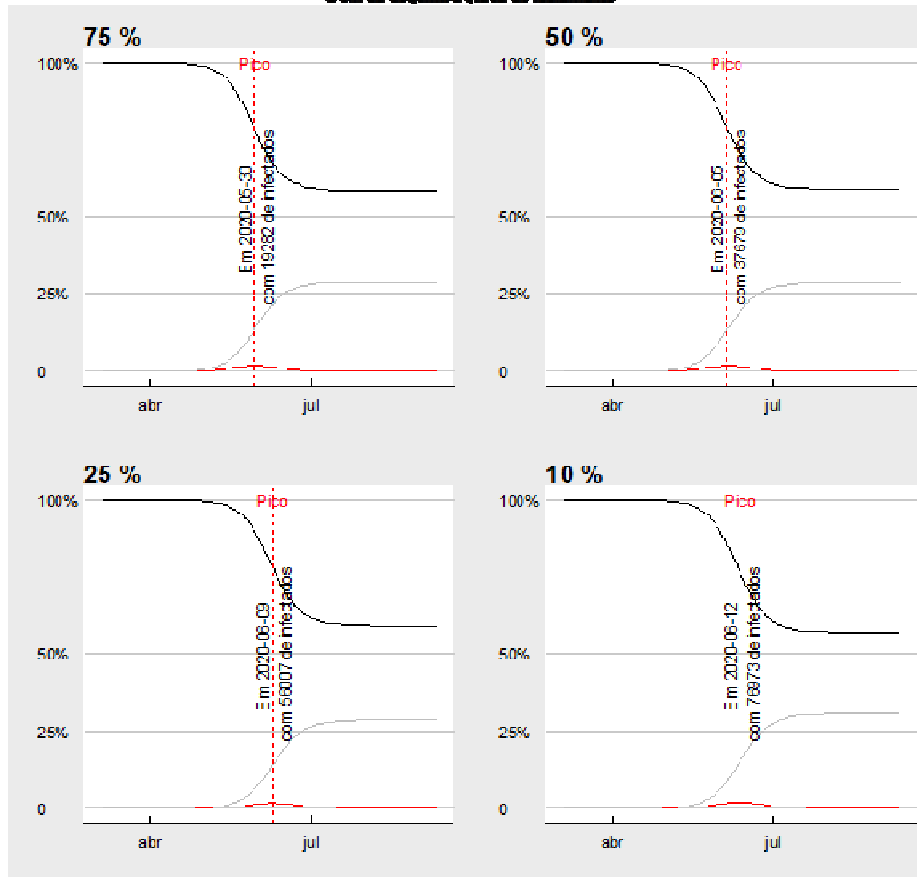 75 %
100%
Pico
50%
25%
0
Em 2020-05-30
com 19282 de infectados
abr
jul
50 %
100%
Pico
50%
25%
0
Em 2020-06-05
com 37679 de infectados
abr
jul
25 %
100%
Pico
50%
25%
0
Em 2020-06-09
com 56007 de infectados
abr
jul
10 %
100%
Pico
50%
25%
0
Em 2020-06-12
com 76973 de infectados
abr
jul